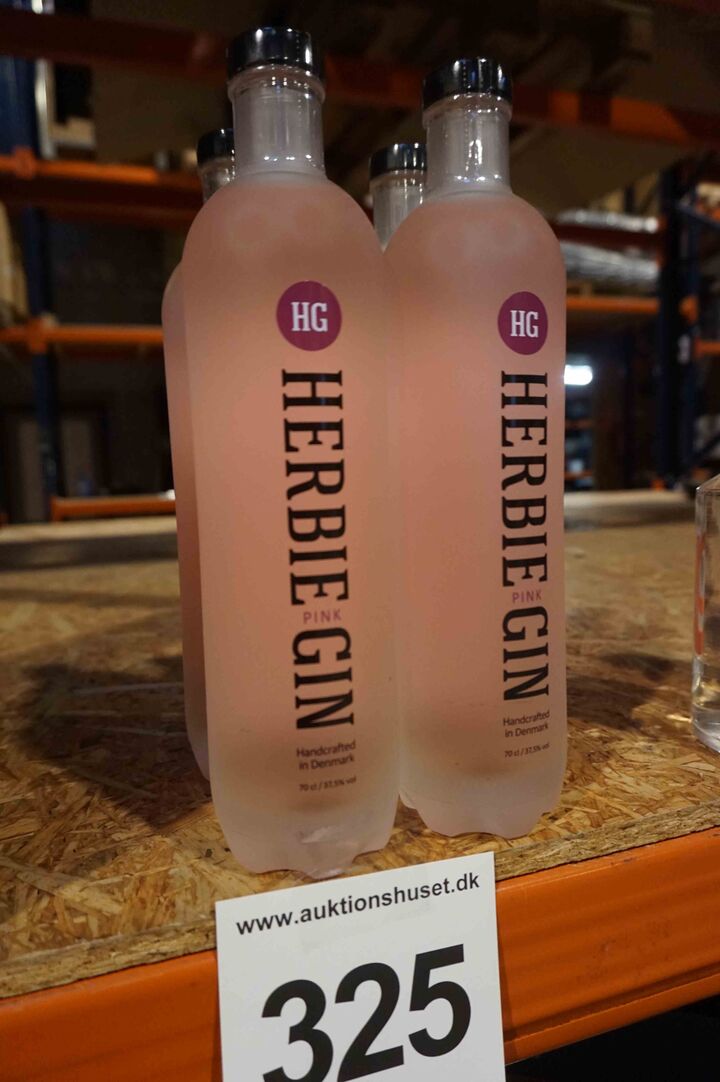 HG
HERBIE
PINK
GIN
Handcrafted
in Denmark
70 cl / 37,5% vol
HG
HERBIE
PINK
GIN
Handcrafted
in Denmark
70 cl / 37,5% vol
www.auktionshuset.dk
325